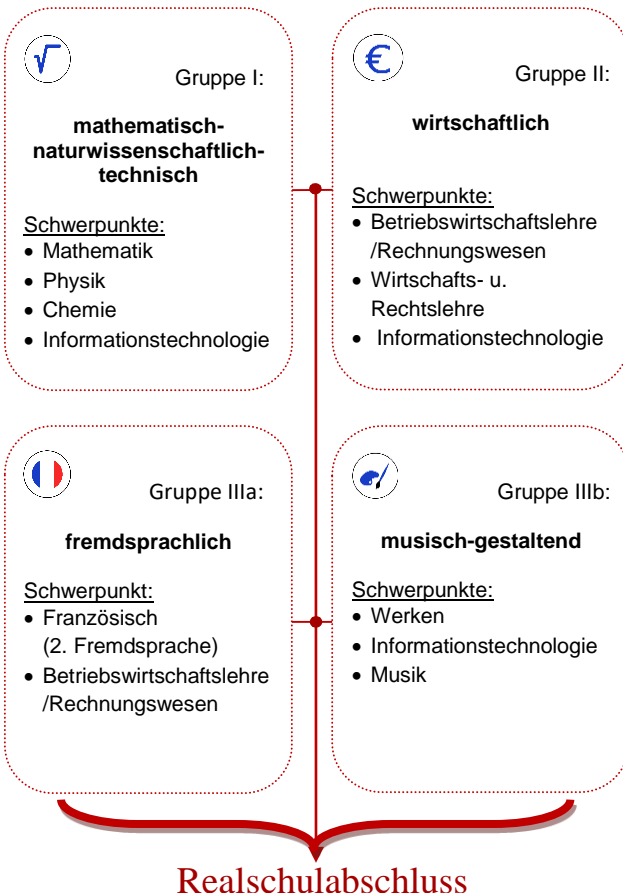 Gruppe I:
mathematisch-
naturwissenschaftlich-
technisch
Schwerpunkte:
• Mathematik
• Physik
• Chemie
• Informationstechnologie
€
Gruppe II:
wirtschaftlich
Schwerpunkte:
• Betriebswirtschaftslehre
/Rechnungswesen
• Wirtschafts- u.
Rechtslehre
• Informationstechnologie
Gruppe IIIa:
fremdsprachlich
Schwerpunkt:
• Französisch
(2. Fremdsprache)
• Betriebswirtschaftslehre
/Rechnungswesen
Gruppe IIIb:
musisch-gestaltend
Schwerpunkte:
• Werken
• Informationstechnologie
• Musik
Realschulabschluss